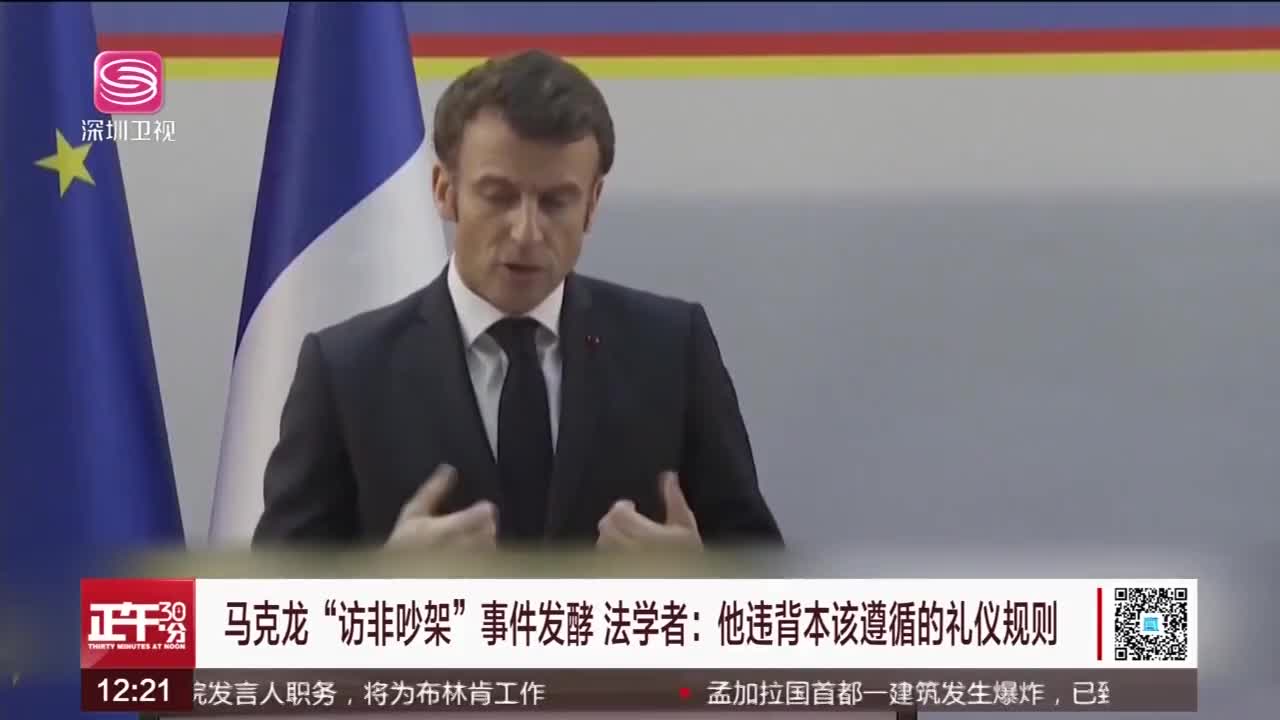 深圳卫视
正午30分
THIRTY MINUTES AT NOON
马克龙“访非吵架”事件发酵 法学者：他违背本该遵循的礼仪规则
12:21
院发言人职务，将为布林肯工作
孟加拉国首都一建筑发生爆炸，已